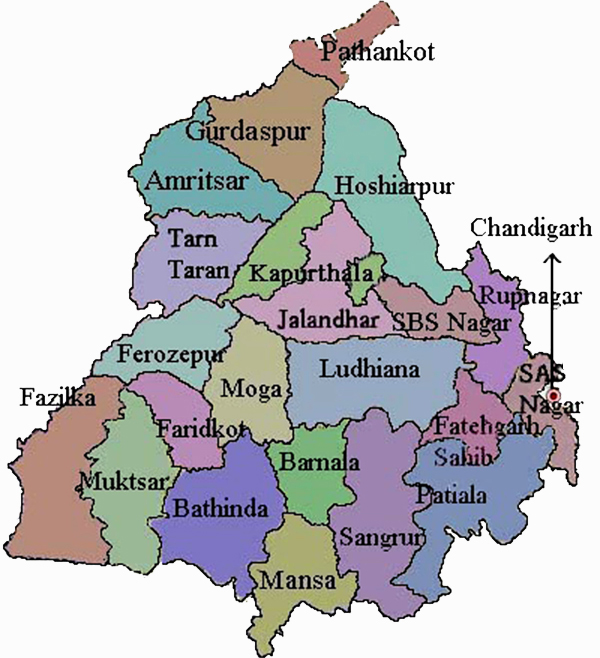 Pathankot
Gurdaspur
Amritsar
Hoshiarpur
Chandigarh
Tarn
Taran
Kapurthala
Rupnagar
Jalandhar
SBS Nagar
Ferozepur
Ludhiana
SAS
Nagar
Moga
Fazilka
Faridkot
Fatehgarh
Sahib
Barnala
Muktsar
Patiala
Bathinda
Sangrur
Mansa